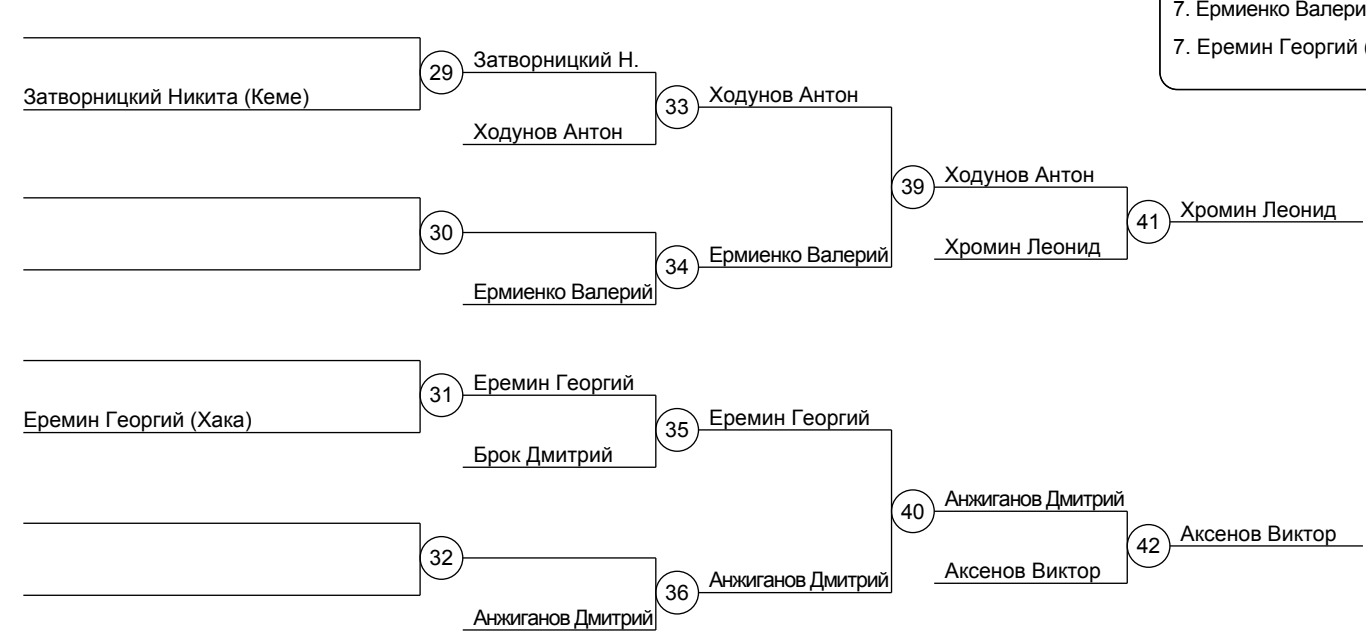 7. Ермиенко Валери
7. Еремин Георгий (
29
Затворницкий Н.
Затворницкий Никита (Кеме)
33
Ходунов Антон
Ходунов Антон
39
Ходунов Антон
30
41
Хромин Леонид
34
Ермиенко Валерий
Хромин Леонид
Ермиенко Валерий
31
Еремин Георгий
Еремин Георгий (Хака)
35
Еремин Георгий
Брок Дмитрий
40
Анжиганов Дмитрий
32
42
Аксенов Виктор
36
Анжиганов Дмитрий
Аксенов Виктор
Анжиганов Дмитрий